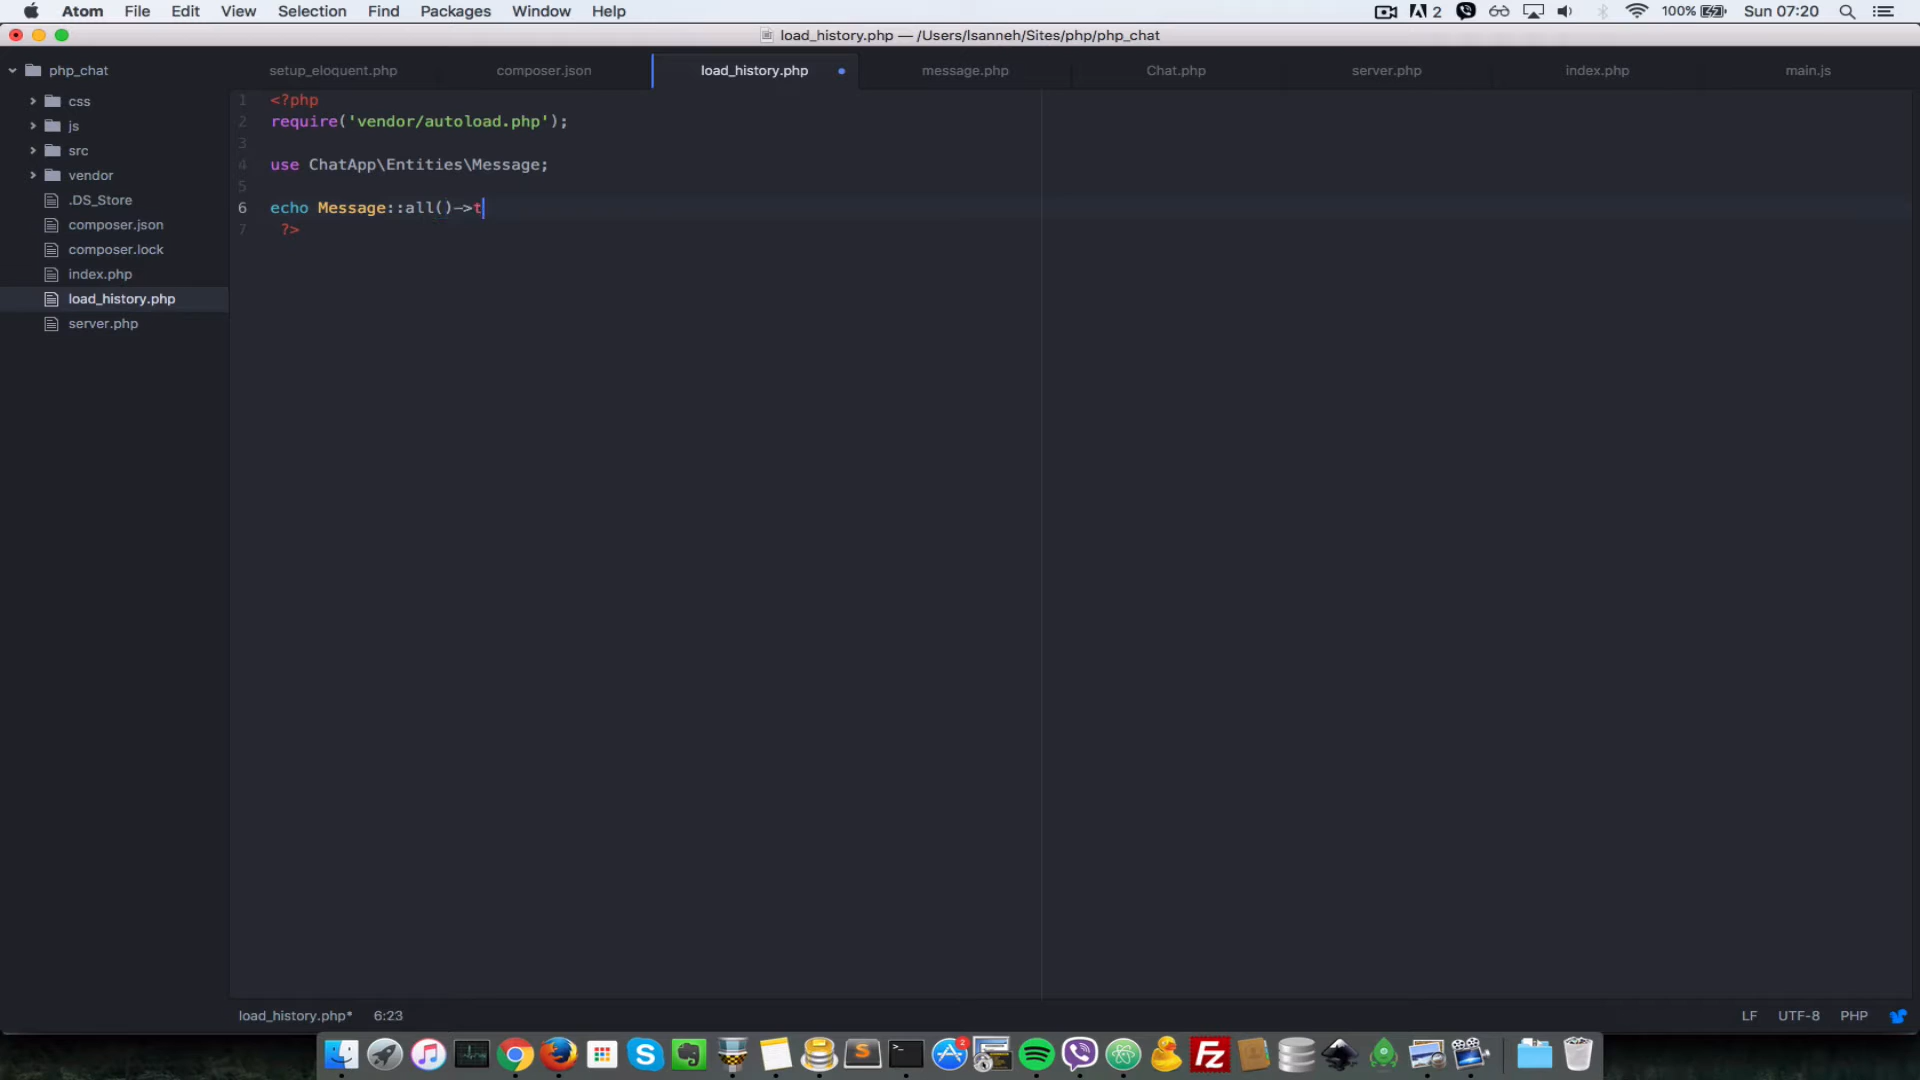 Atom File Edit View Selection Find Packages Window Help 2 100% Sun 07:20
load_history.php — /Users/lsanneh/Sites/php/php_chat
php_chat
setup_eloquent.php composer.json load_history.php message.php Chat.php server.php index.php main.js
css
js
src
vendor
.DS_Store
composer.json
composer.lock
index.php
load_history.php
server.php
1 <?php
2 require('vendor/autoload.php');
3
4 use ChatApp\Entities\Message;
5
6 echo Message::all()->t
7 ?>
load_history.php* 6:23 LF UTF-8 PHP
2